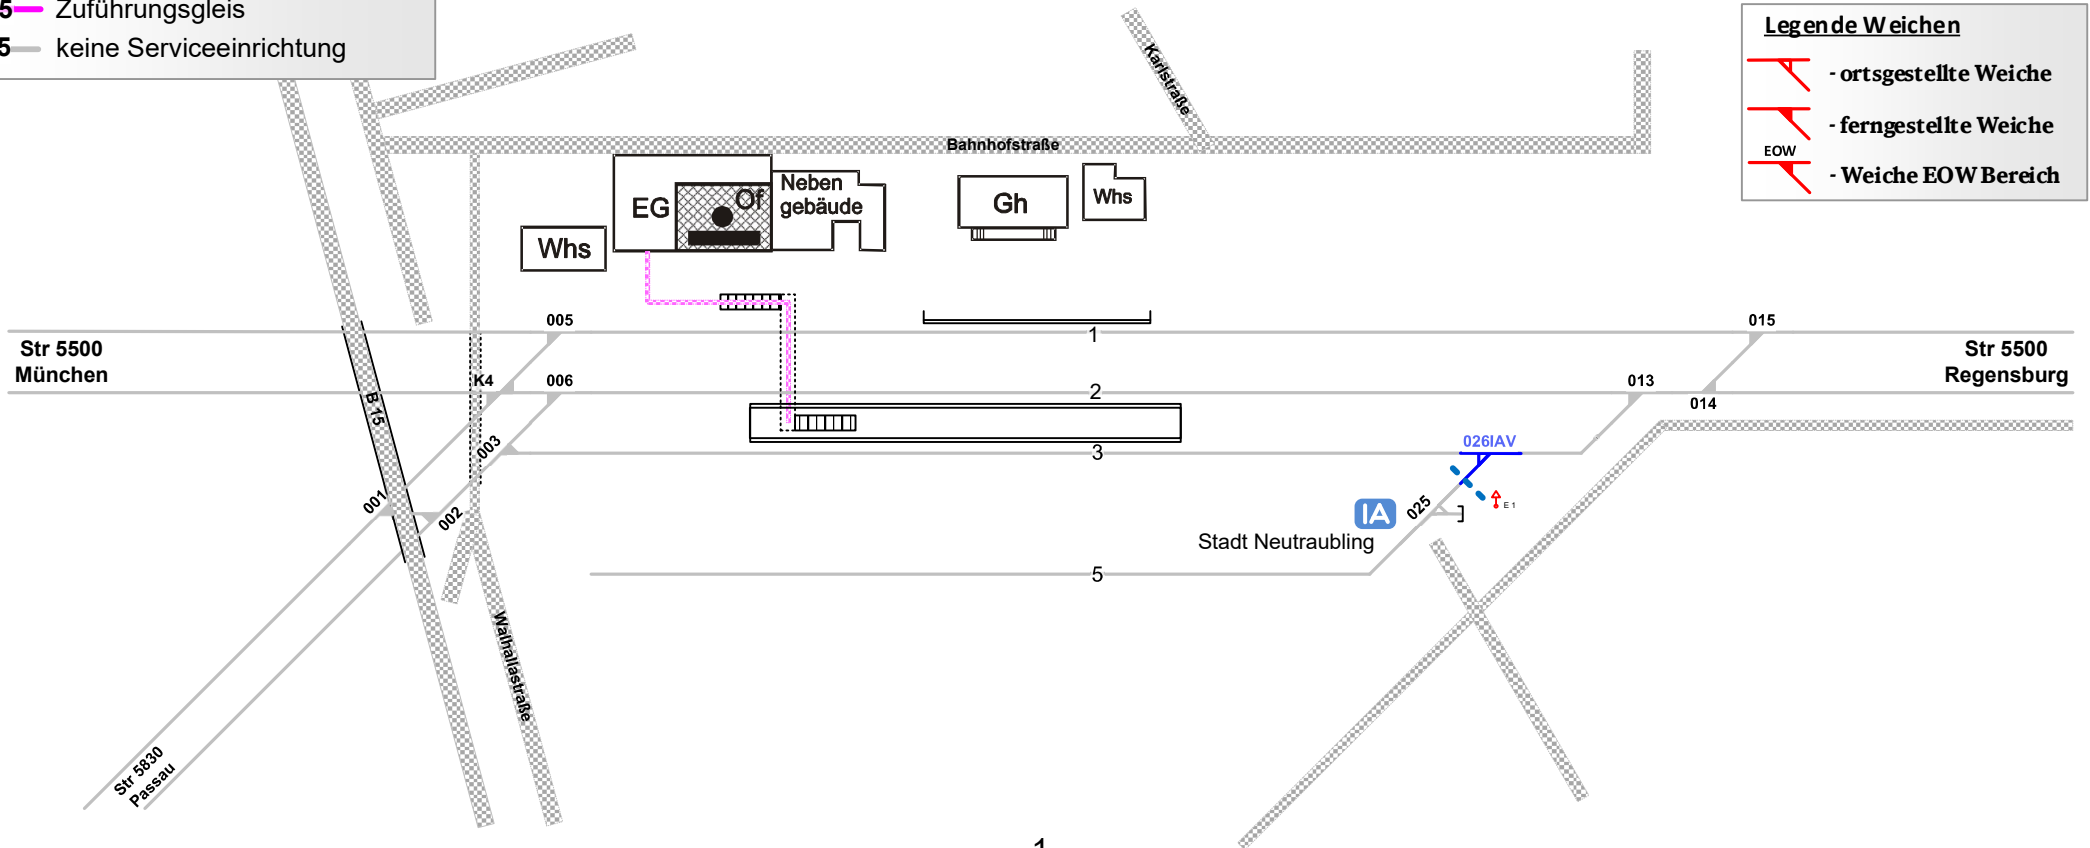 5 Zuführungsgleis
5 keine Serviceeinrichtung
Legende Weichen
- ortsgestellte Weiche
- ferngestellte Weiche
EOW
- Weiche EOW Bereich
Karlstraße
Bahnhofstraße
EG
Of
Neben
gebäude
Whs
Gh
Whs
005
1
015
Str 5500
München
Str 5500
Regensburg
K4
006
2
013
014
B 15
003
3
026IAV
001
002
IA
025
E 1
Stadt Neutraubling
5
Walhallastraße
Str 5830
Passau
1